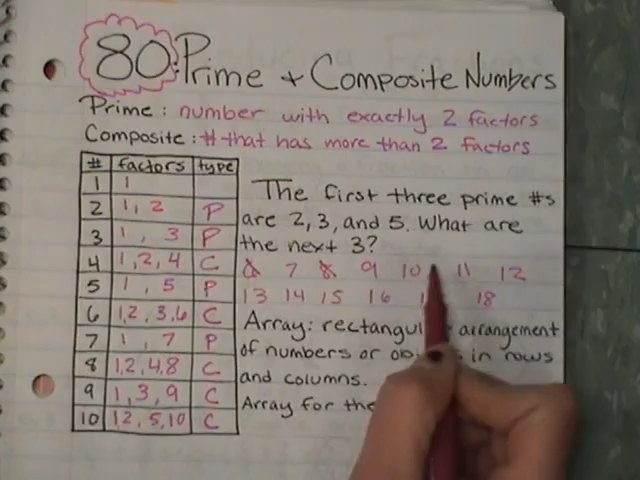 80: Prime + Composite Numbers
Prime: number with exactly 2 factors
Composite: # that has more than 2 factors
# factors type
1 1
2 1, 2 P
3 1, 3 P
4 1, 2, 4 C
5 1, 5 P
6 1,2, 3,6 C
7 1, 7 P
8 1,2,4,8 C
9 1, 3, 9 C
10 12, 5, 10 C
The first three prime #s
are 2, 3, and 5. What are
the next 3?
6 7 8 9 10 11 12
13 14 15 16 18
Array: arrangement
of numbers or in rows
and columns.
Array for the